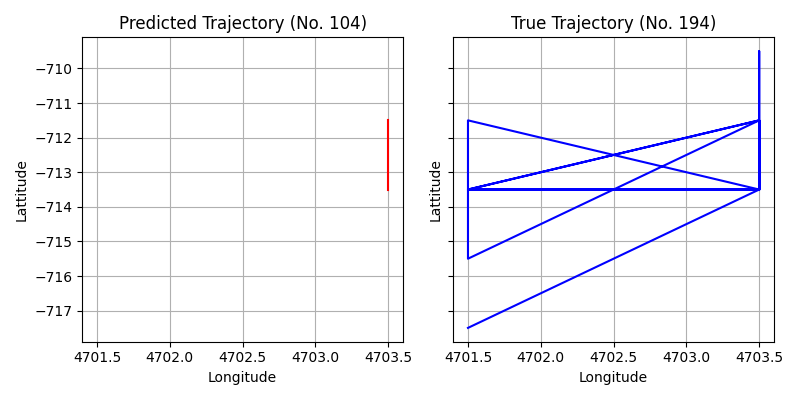 Predicted Trajectory (No. 104)
True Trajectory (No. 194)
−710
−711
−712
−713
−714
−715
−716
−717
Lattitude
Lattitude
4701.5 4702.0 4702.5 4703.0 4703.5
4701.5 4702.0 4702.5 4703.0 4703.5
Longitude
Longitude